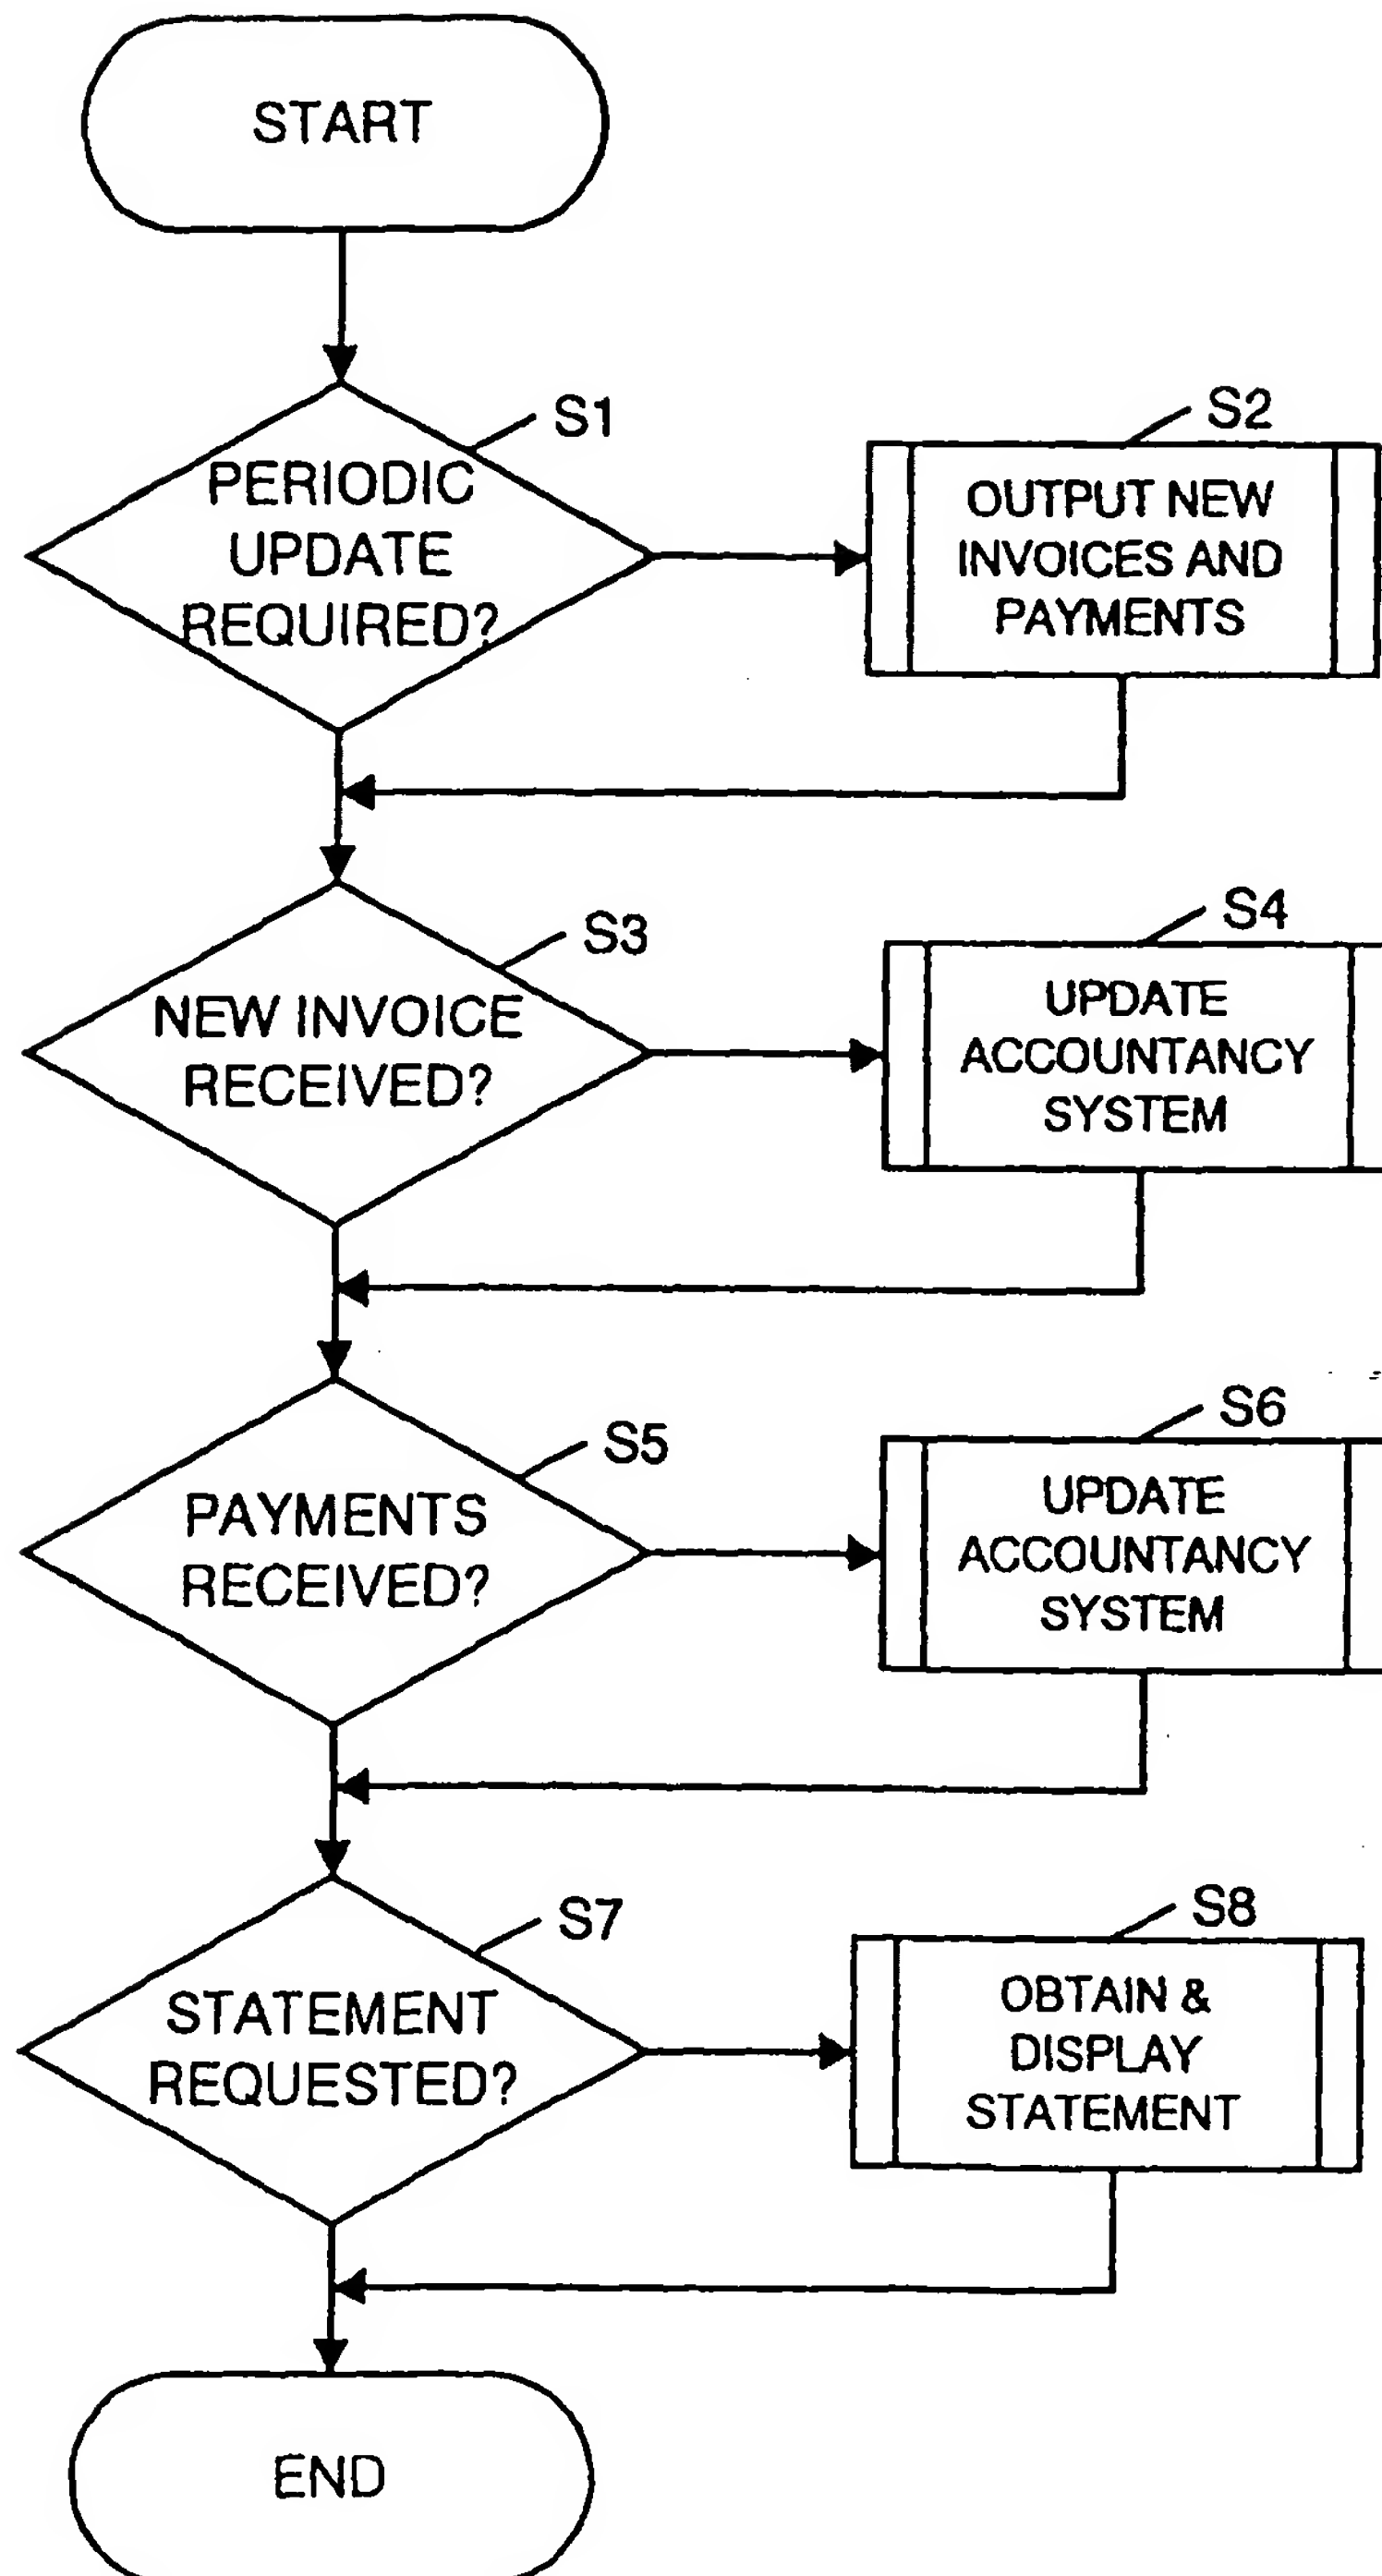 START
S1
PERIODIC
UPDATE
REQUIRED?
S2
OUTPUT NEW
INVOICES AND
PAYMENTS
S3
NEW INVOICE
RECEIVED?
S4
UPDATE
ACCOUNTANCY
SYSTEM
S5
PAYMENTS
RECEIVED?
S6
UPDATE
ACCOUNTANCY
SYSTEM
S7
STATEMENT
REQUESTED?
S8
OBTAIN &
DISPLAY
STATEMENT
END